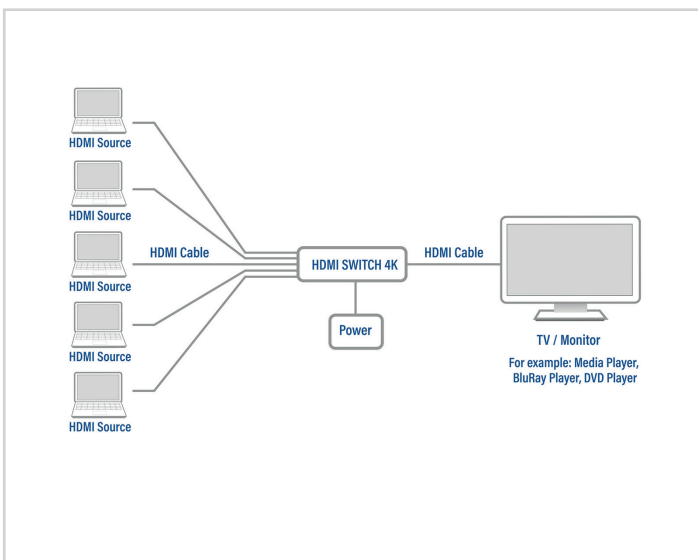 HDMI Source
HDMI Source
HDMI Cable
HDMI Source
HDMI Source
HDMI Source
HDMI SWITCH 4K
HDMI Cable
Power
TV / Monitor
For example: Media Player,
BluRay Player, DVD Player